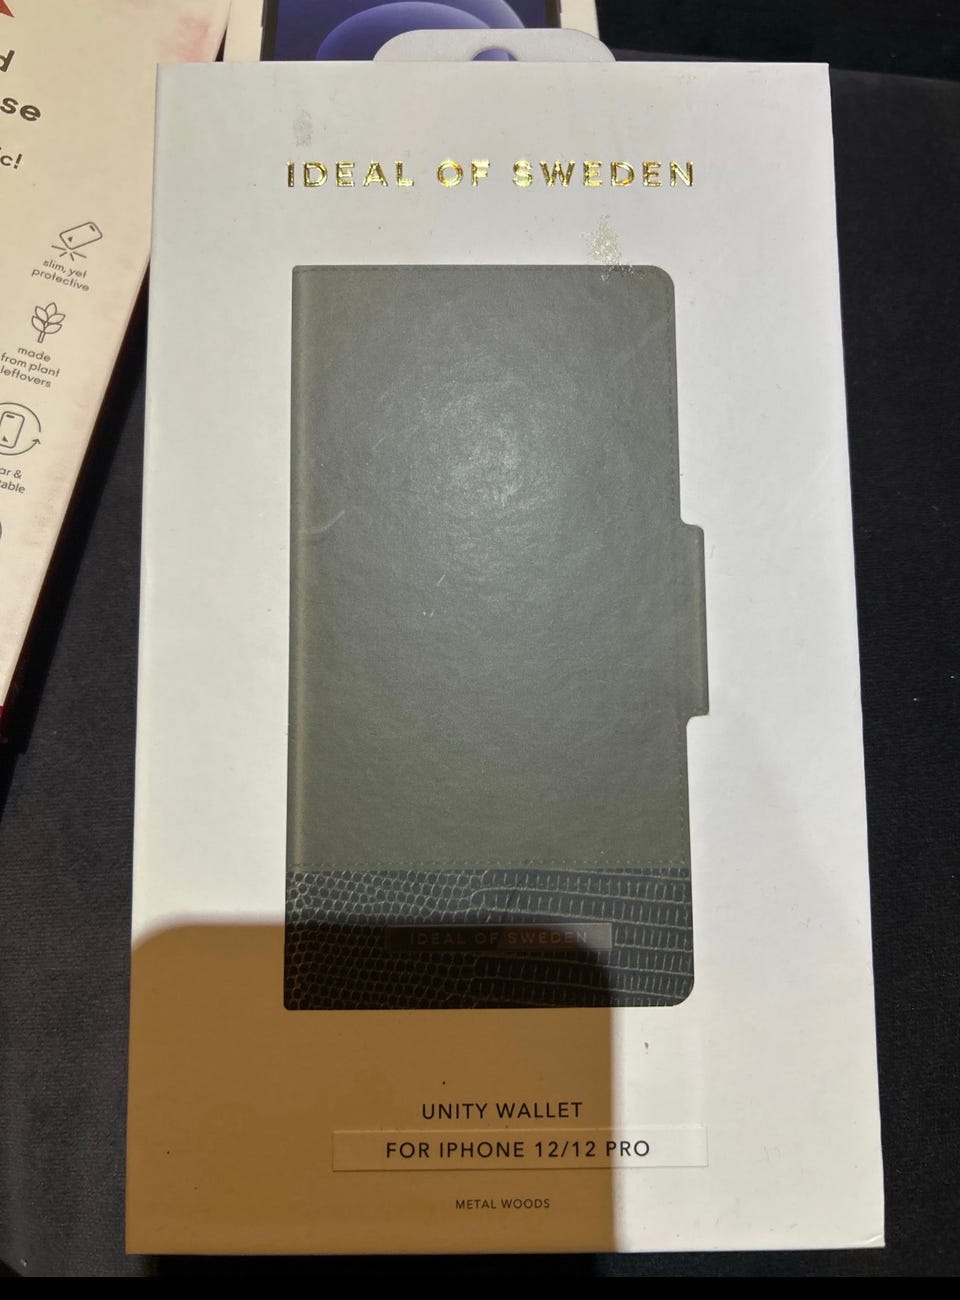 IDEAL OF SWEDEN
IDEAL OF SWEDEN
UNITY WALLET
FOR IPHONE 12/12 PRO
METAL WOODS
slim, yet
protective
made
from plant
leftovers